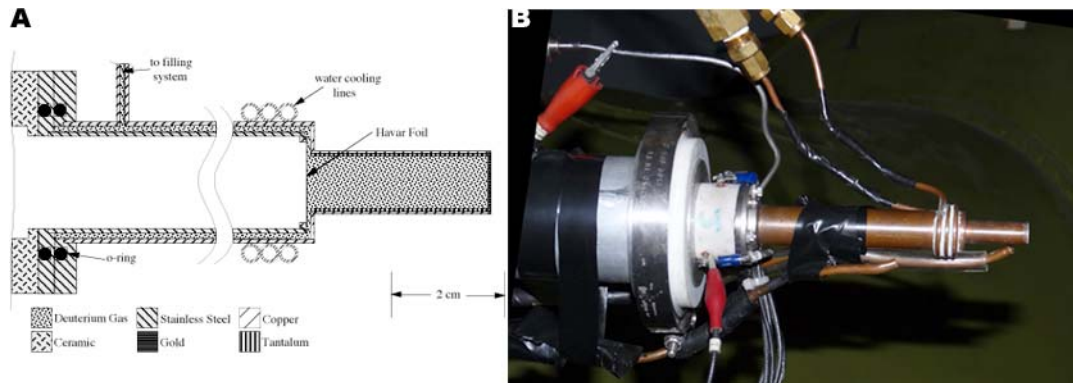 A
to filling
system
water cooling
lines
Havar Foil
o-ring
2 cm
Deuterium Gas
Stainless Steel
Copper
Ceramic
Gold
Tantalum
B
5